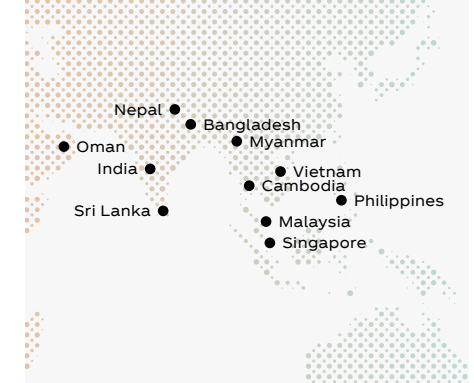 Nepal
Bangladesh
Myanmar
Oman
India
Vietnam
Cambodia
Philippines
Sri Lanka
Malaysia
Singapore